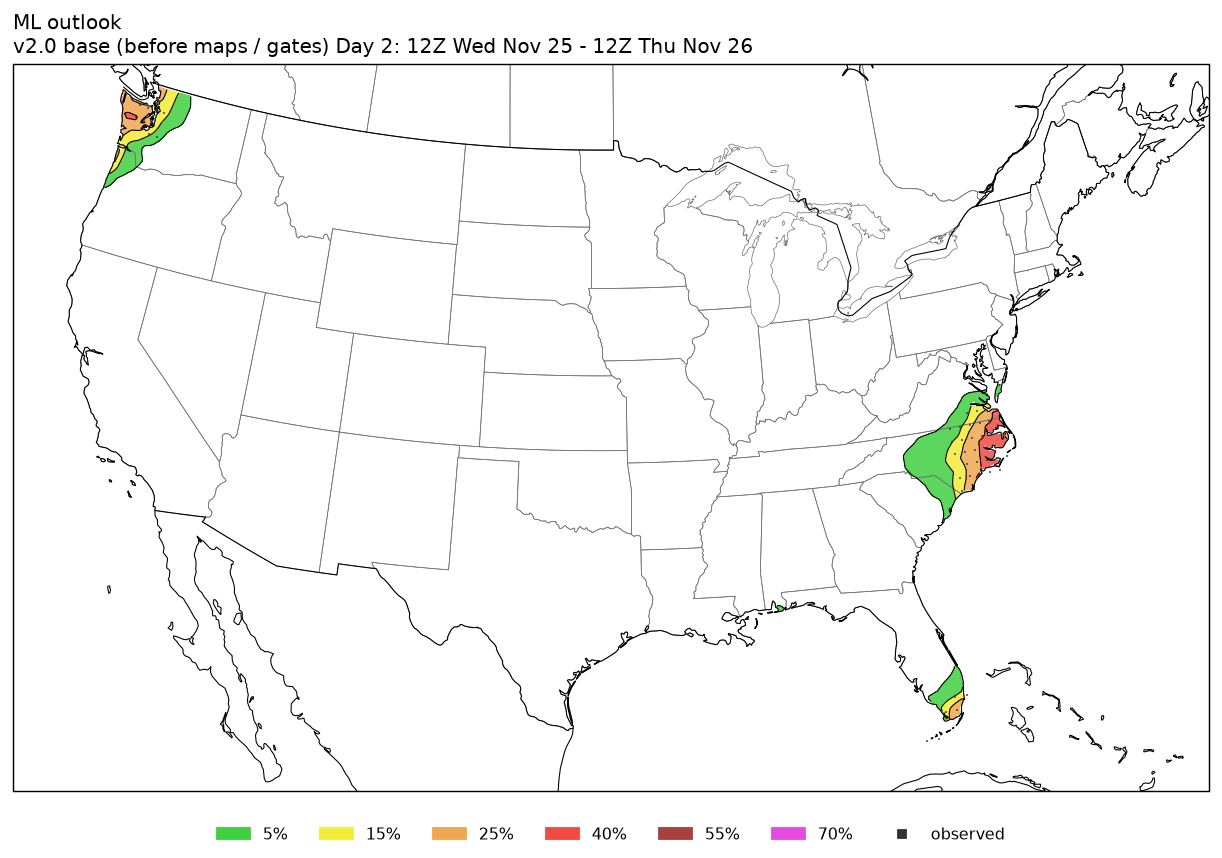 ML outlook
v2.0 base (before maps / gates) Day 2: 12Z Wed Nov 25 - 12Z Thu Nov 26
5% 15% 25% 40% 55% 70% observed